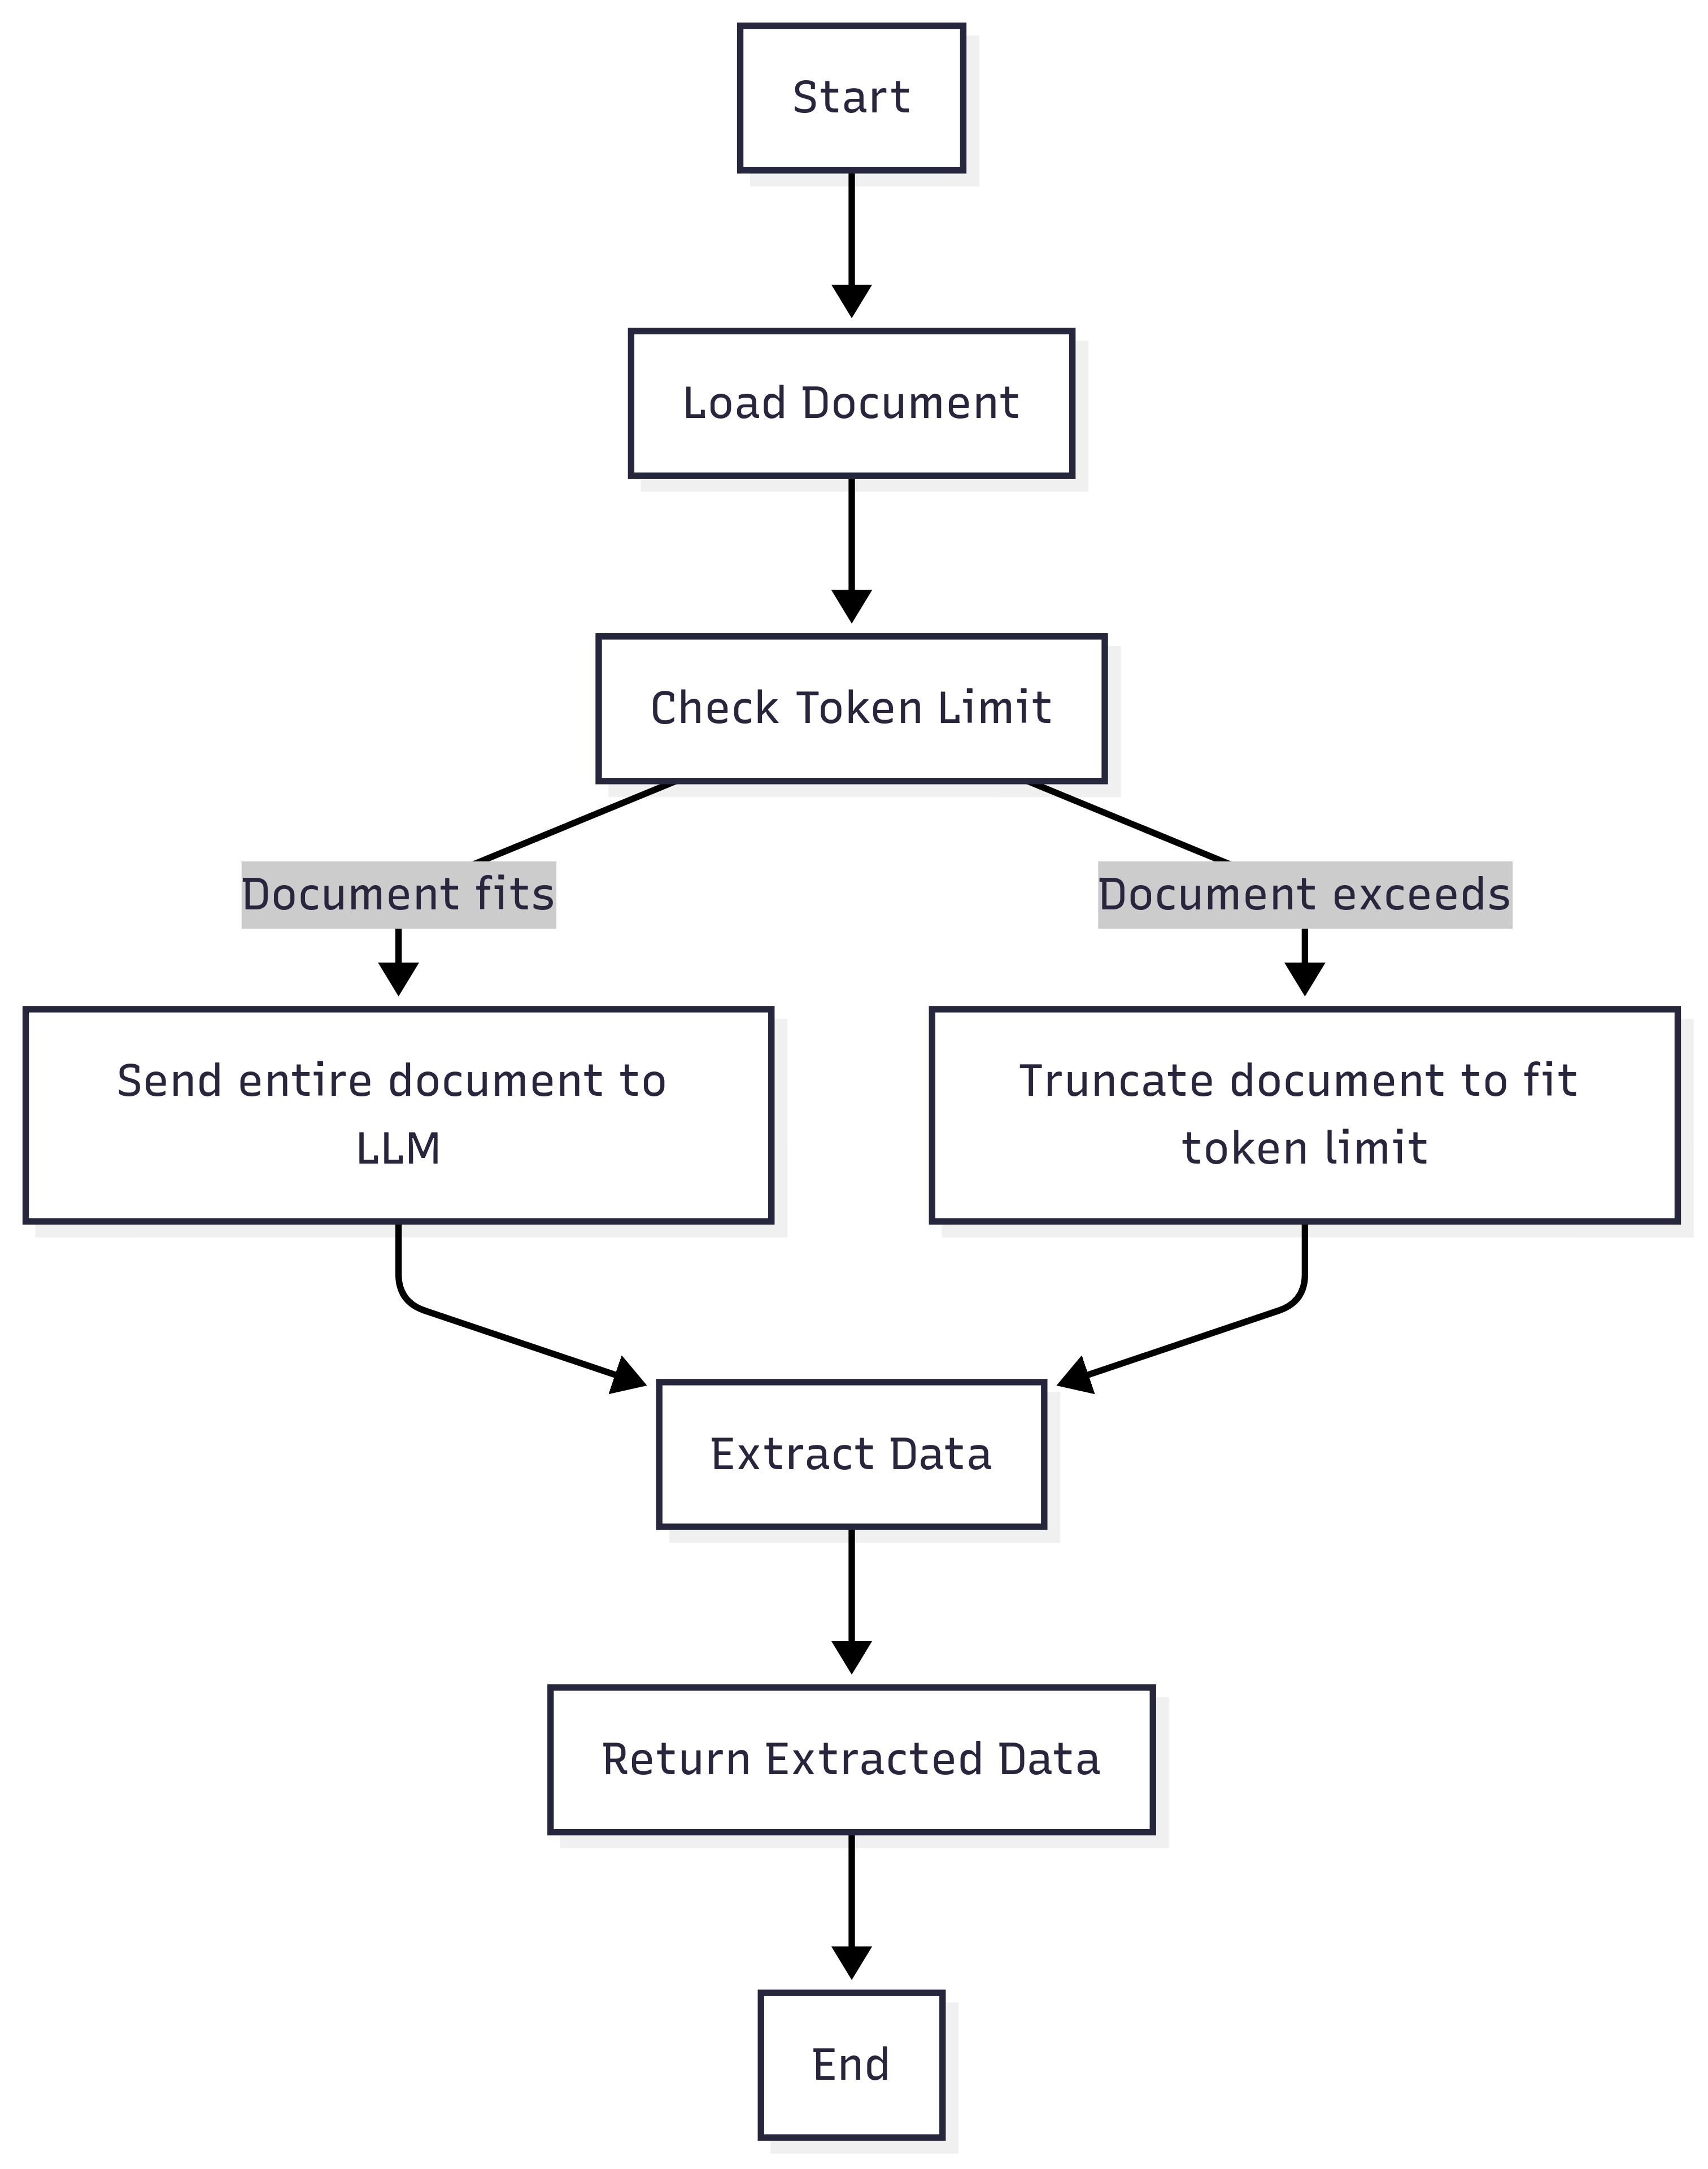 Start
Load Document
Check Token Limit
Document fits
Document exceeds
Send entire document to
LLM
Truncate document to fit
token limit
Extract Data
Return Extracted Data
End